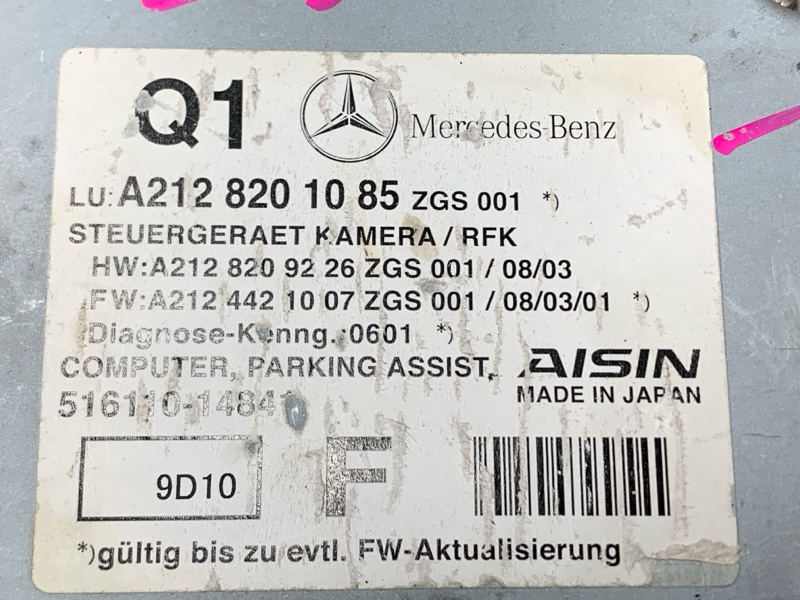 Q1 Mercedes-Benz
LU: A212 820 10 85 ZGS 001 *)
STEUERGERAET KAMERA / RFK
HW:A212 820 92 26 ZGS 001 / 08/03
FW:A212 442 10 07 ZGS 001 / 08/03/01 *)
Diagnose-Kenng.:0601 *)
COMPUTER, PARKING ASSIST, AISIN
MADE IN JAPAN
516110-14841
9D10 F
*)gültig bis zu evtl. FW-Aktualisierung